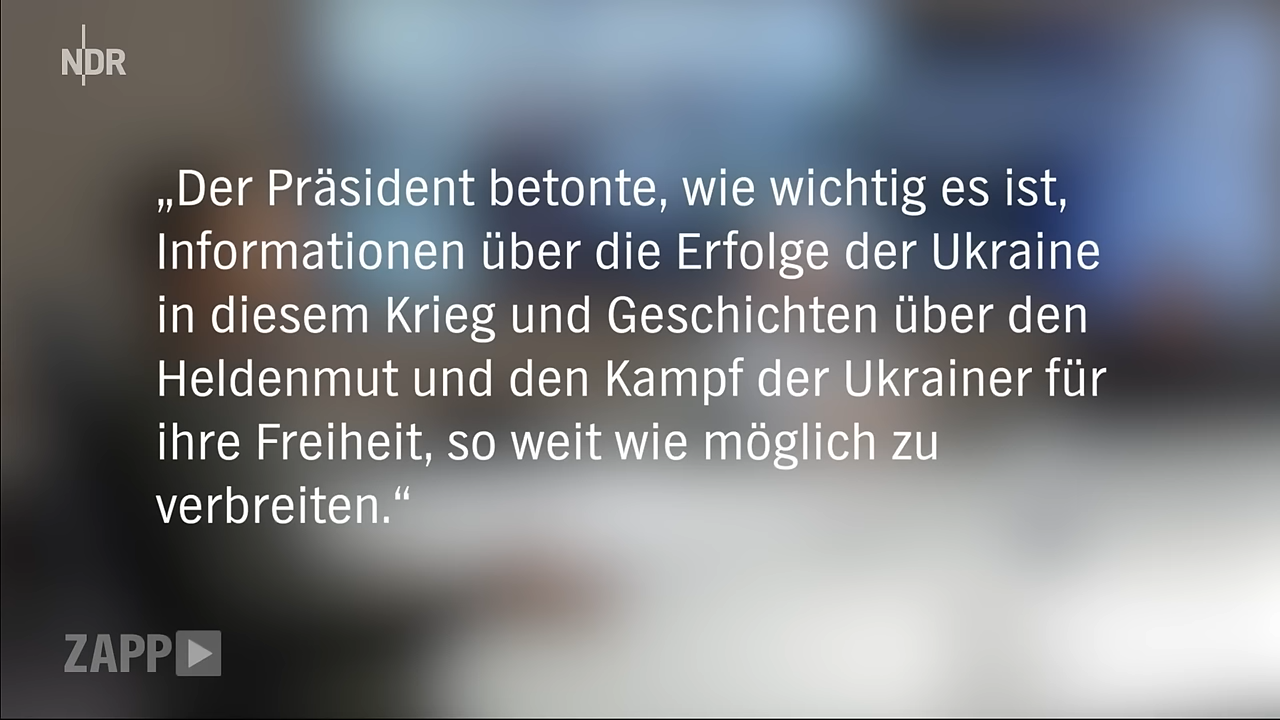 NDR
„Der Präsident betonte, wie wichtig es ist,
Informationen über die Erfolge der Ukraine
in diesem Krieg und Geschichten über den
Heldenmut und den Kampf der Ukrainer für
ihre Freiheit, so weit wie möglich zu
verbreiten.“
ZAPP